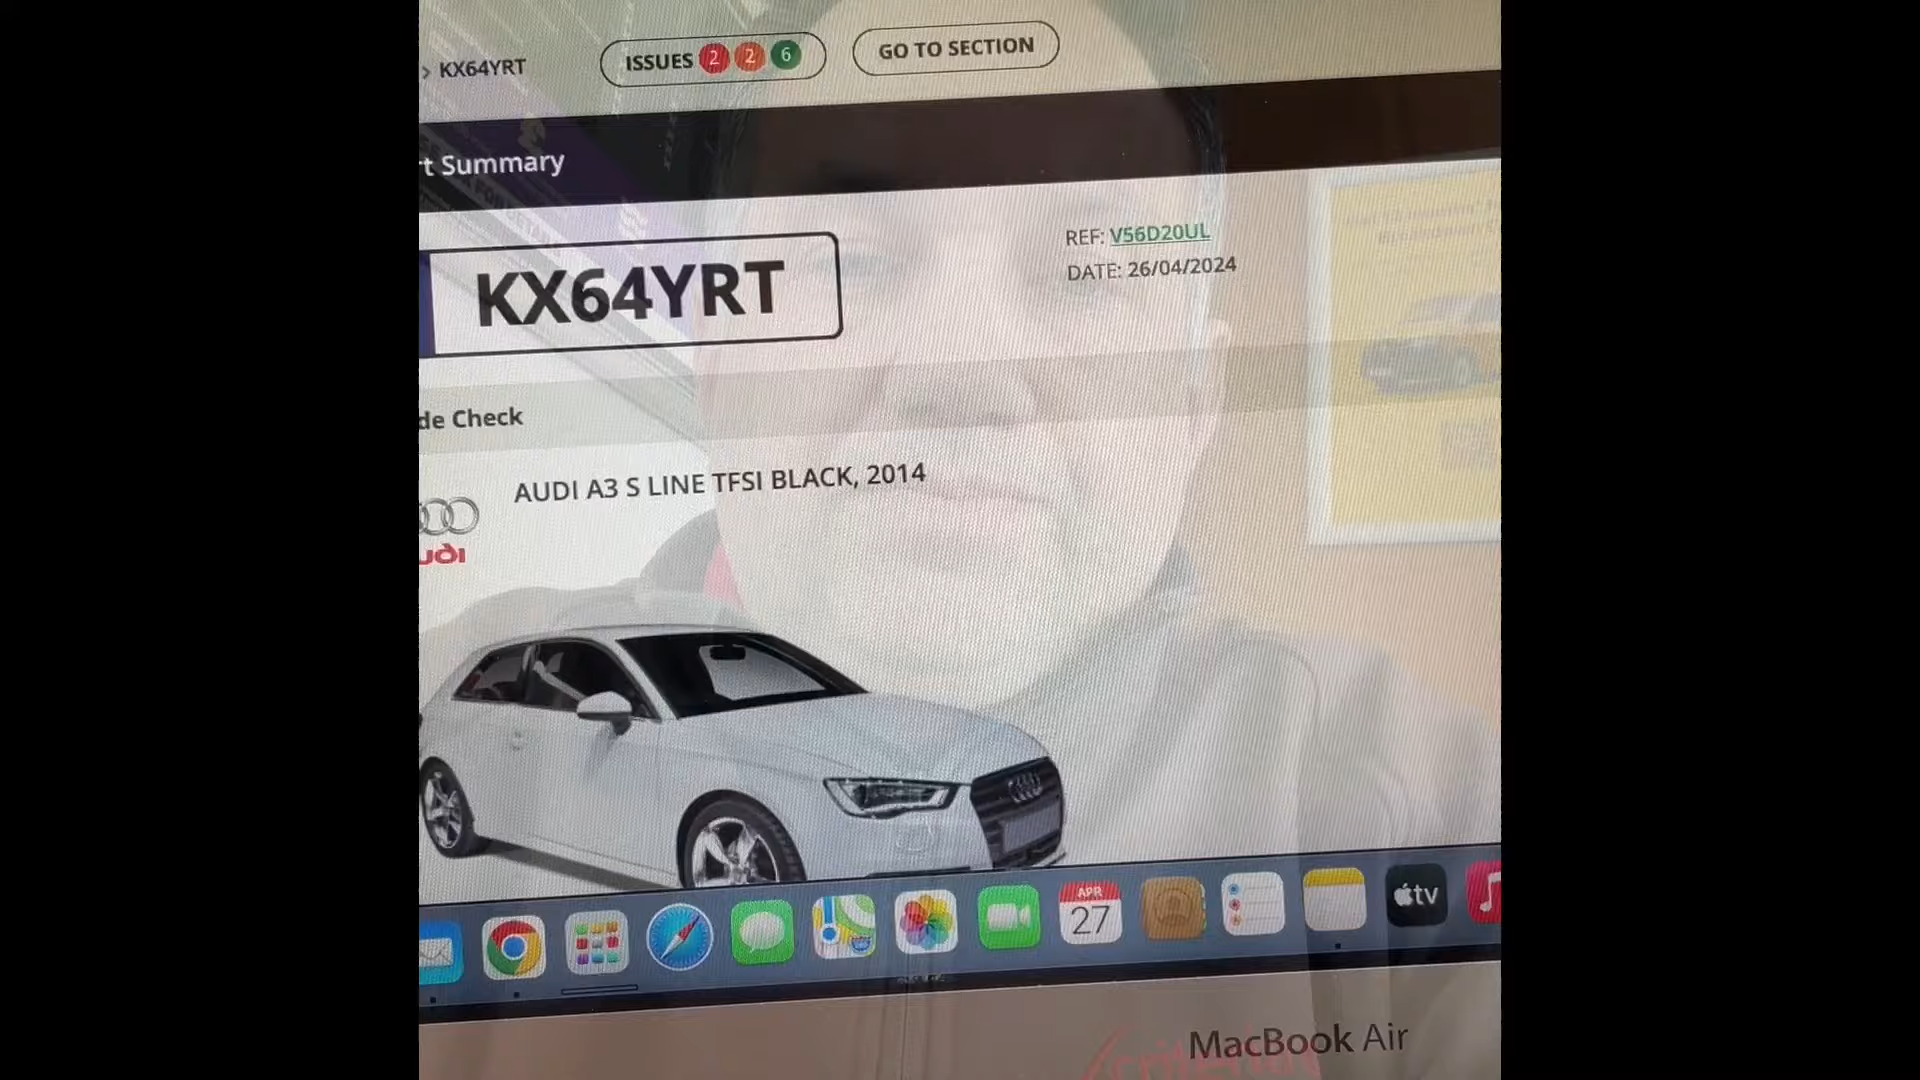 KX64YRT
ISSUES 2 2 6
GO TO SECTION
Summary
REF: V56D20UL
DATE: 26/04/2024
KX64YRT
Check
AUDI A3 S LINE TFSI BLACK, 2014
APR
27
tv
MacBook Air